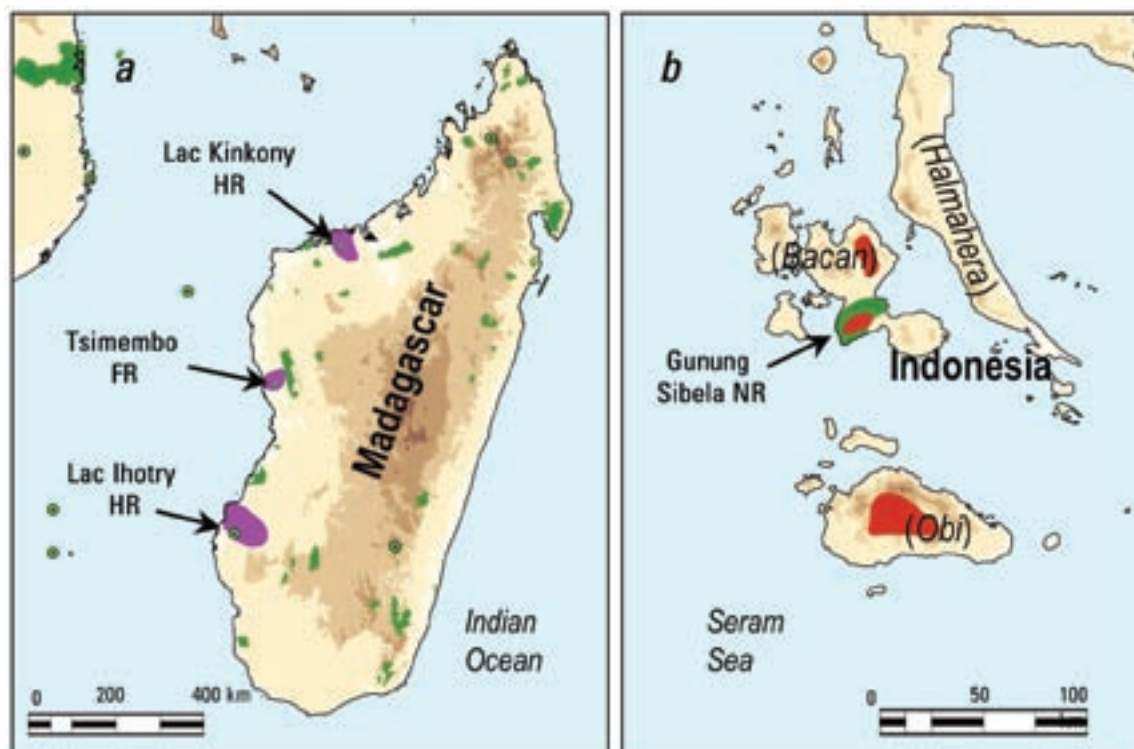 a
Lac Kinkony
HR
Tsimembo
FR
Lac Ihotry
HR
Madagascar
Indian
Ocean
0 200 400 km
b
(Halmahera)
(Bacan)
Gunung
Sibela NR
Indonesia
(Obi)
Seram
Sea
0 50 100